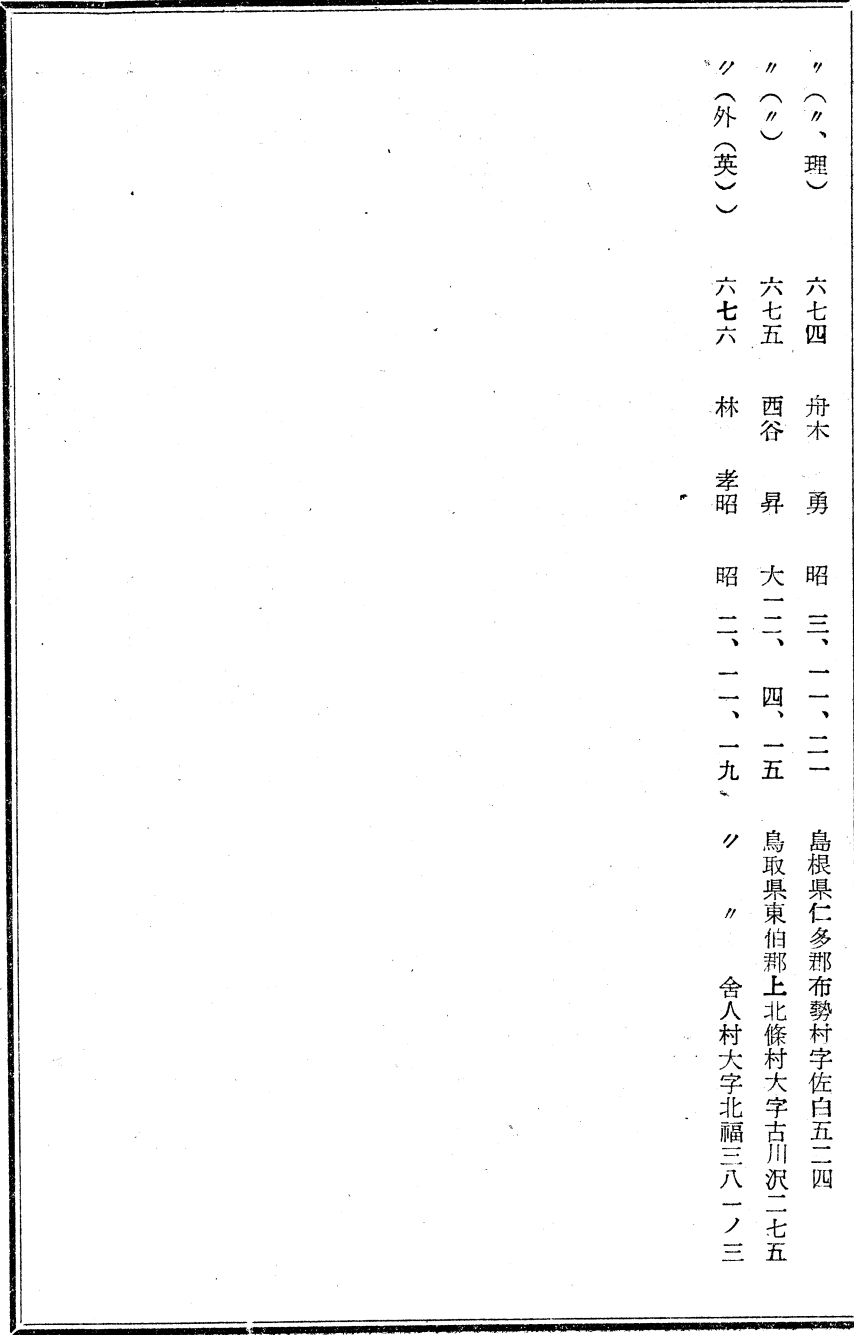 〃（〃、理）　六七四　舟木　勇　昭　三、一一、二一　島根県仁多郡布勢村字佐白五二四
〃（〃）　六七五　西谷　昇　大一二、四、一五　鳥取県東伯郡上北條村大字古川沢二七五
〃（外（英））　六七六　林　孝昭　昭　二、一一、一九　〃　〃　舎人村大字北福三八一ノ三